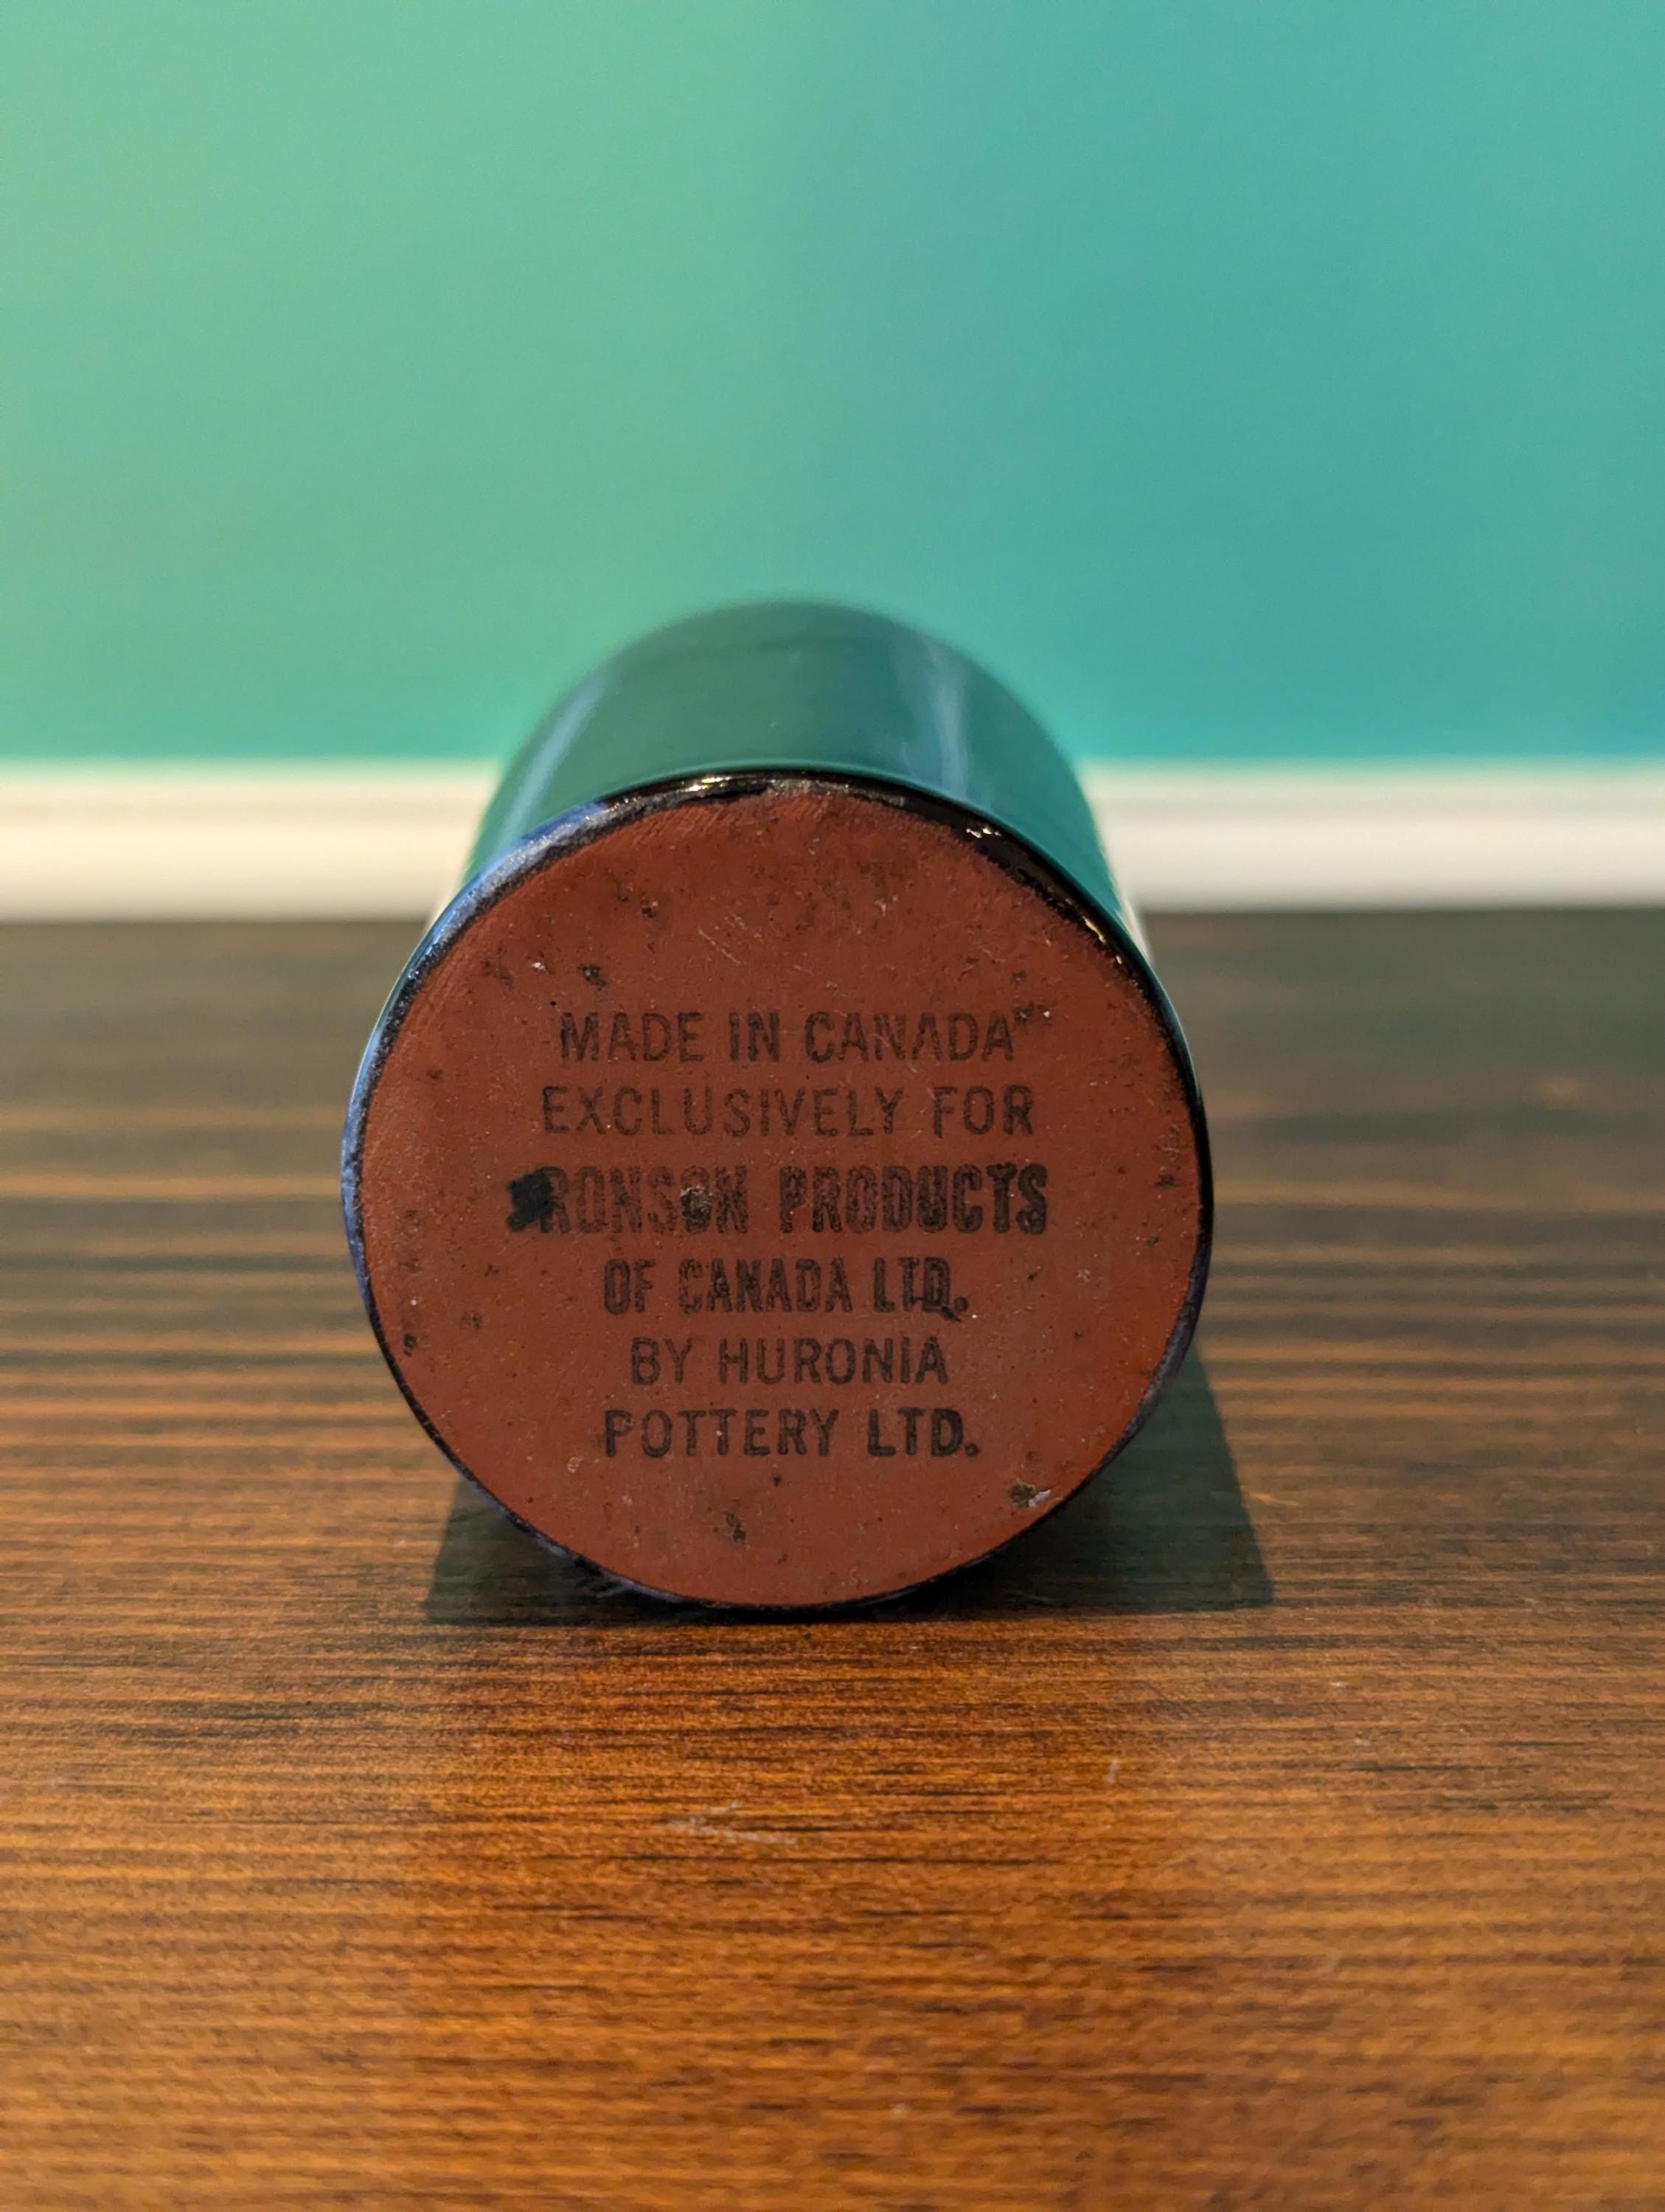 MADE IN CANADA
EXCLUSIVELY FOR
RONSON PRODUCTS
OF CANADA LTD.
BY HURONIA
POTTERY LTD.